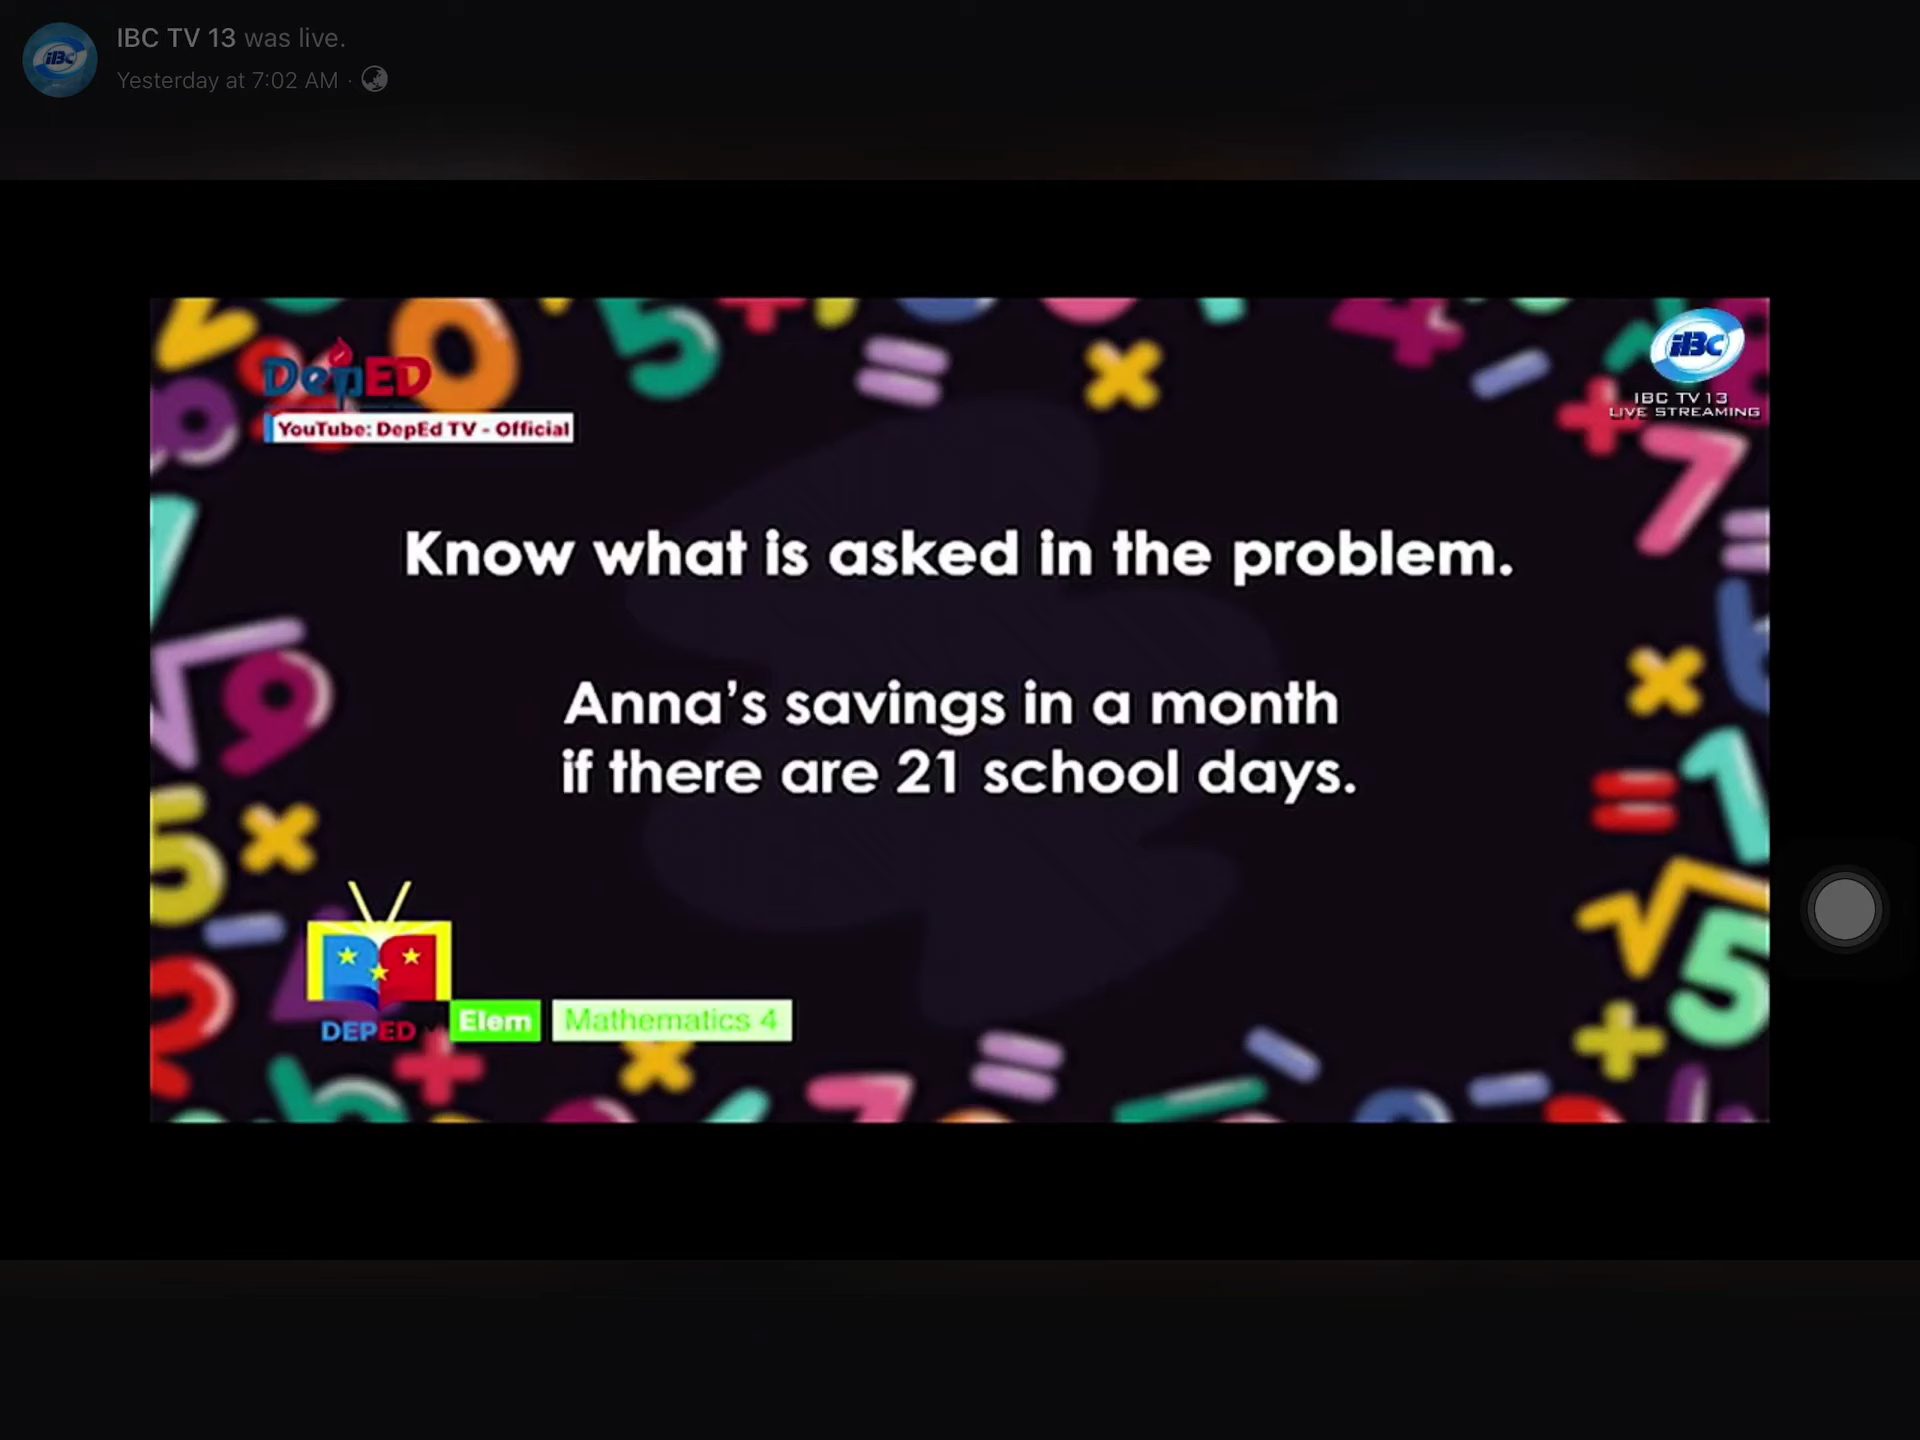 IBC TV 13 was live.
Yesterday at 7:02 AM ·
DepED
YouTube: DepEd TV - Official
iBC
IBC TV 13
LIVE STREAMING
Know what is asked in the problem.
Anna's savings in a month
if there are 21 school days.
DEPED
Elem Mathematics 4